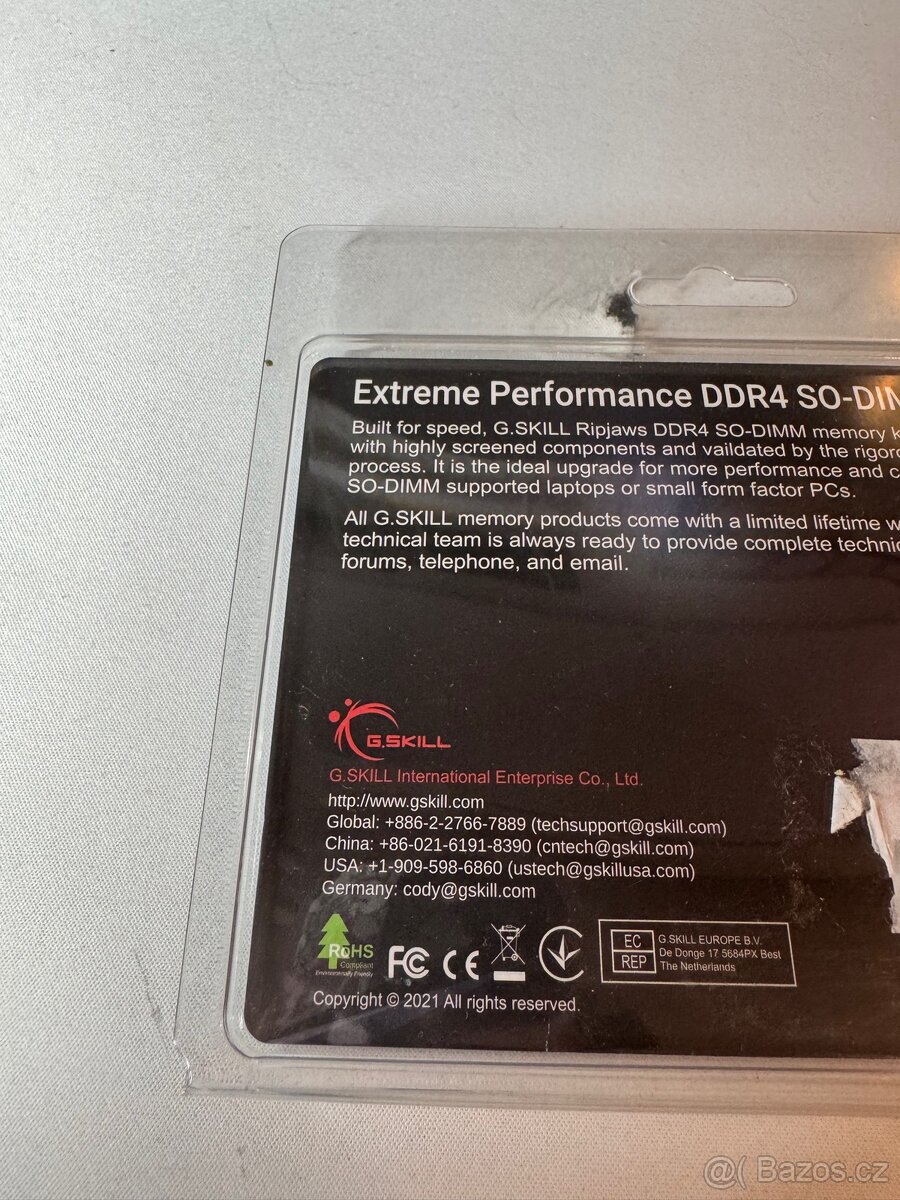 Extreme Performance DDR4 SO-DIM
Built for speed, G.SKILL Ripjaws DDR4 SO-DIMM memory k
with highly screened components and vaildated by the rigoro
process. It is the ideal upgrade for more performance and c
SO-DIMM supported laptops or small form factor PCs.
All G.SKILL memory products come with a limited lifetime w
technical team is always ready to provide complete technic
forums, telephone, and email.
G.SKILL
G.SKILL International Enterprise Co., Ltd.
http://www.gskill.com
Global: +886-2-2766-7889 (techsupport@gskill.com)
China: +86-021-6191-8390 (cntech@gskill.com)
USA: +1-909-598-6860 (ustech@gskillusa.com)
Germany: cody@gskill.com
RoHS
Compliant
Environmentally Friendly
FC CE
EC REP
G.SKILL EUROPE B.V.
De Donge 17 5684PX Best
The Netherlands
Copyright © 2021 All rights reserved.
@( Bazos.cz